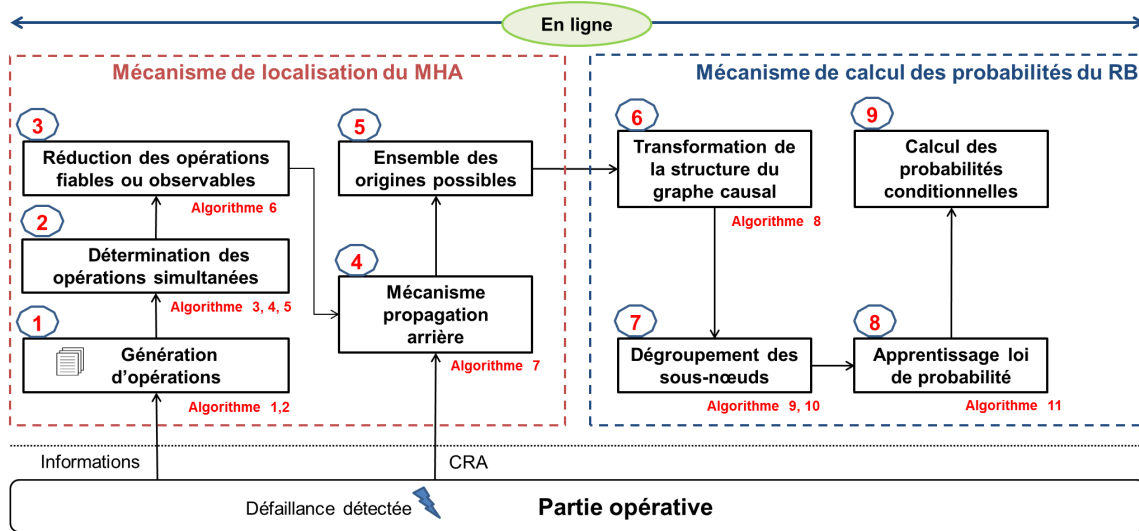 En ligne
Mécanisme de localisation du MHA
3
Réduction des opérations
fiables ou observables
Algorithme 6
2
Détermination des
opérations simultanées
Algorithme 3, 4, 5
1
Génération
d'opérations
Algorithme 1,2
5
Ensemble des
origines possibles
4
Mécanisme
propagation
arrière
Algorithme 7
Mécanisme de calcul des probabilités du RB
6
Transformation de
la structure du
graphe causal
Algorithme 8
7
Dégroupement des
sous-nœuds
Algorithme 9, 10
9
Calcul des
probabilités
conditionnelles
8
Apprentissage loi
de probabilité
Algorithme 11
Informations
CRA
Défaillance détectée
Partie opérative